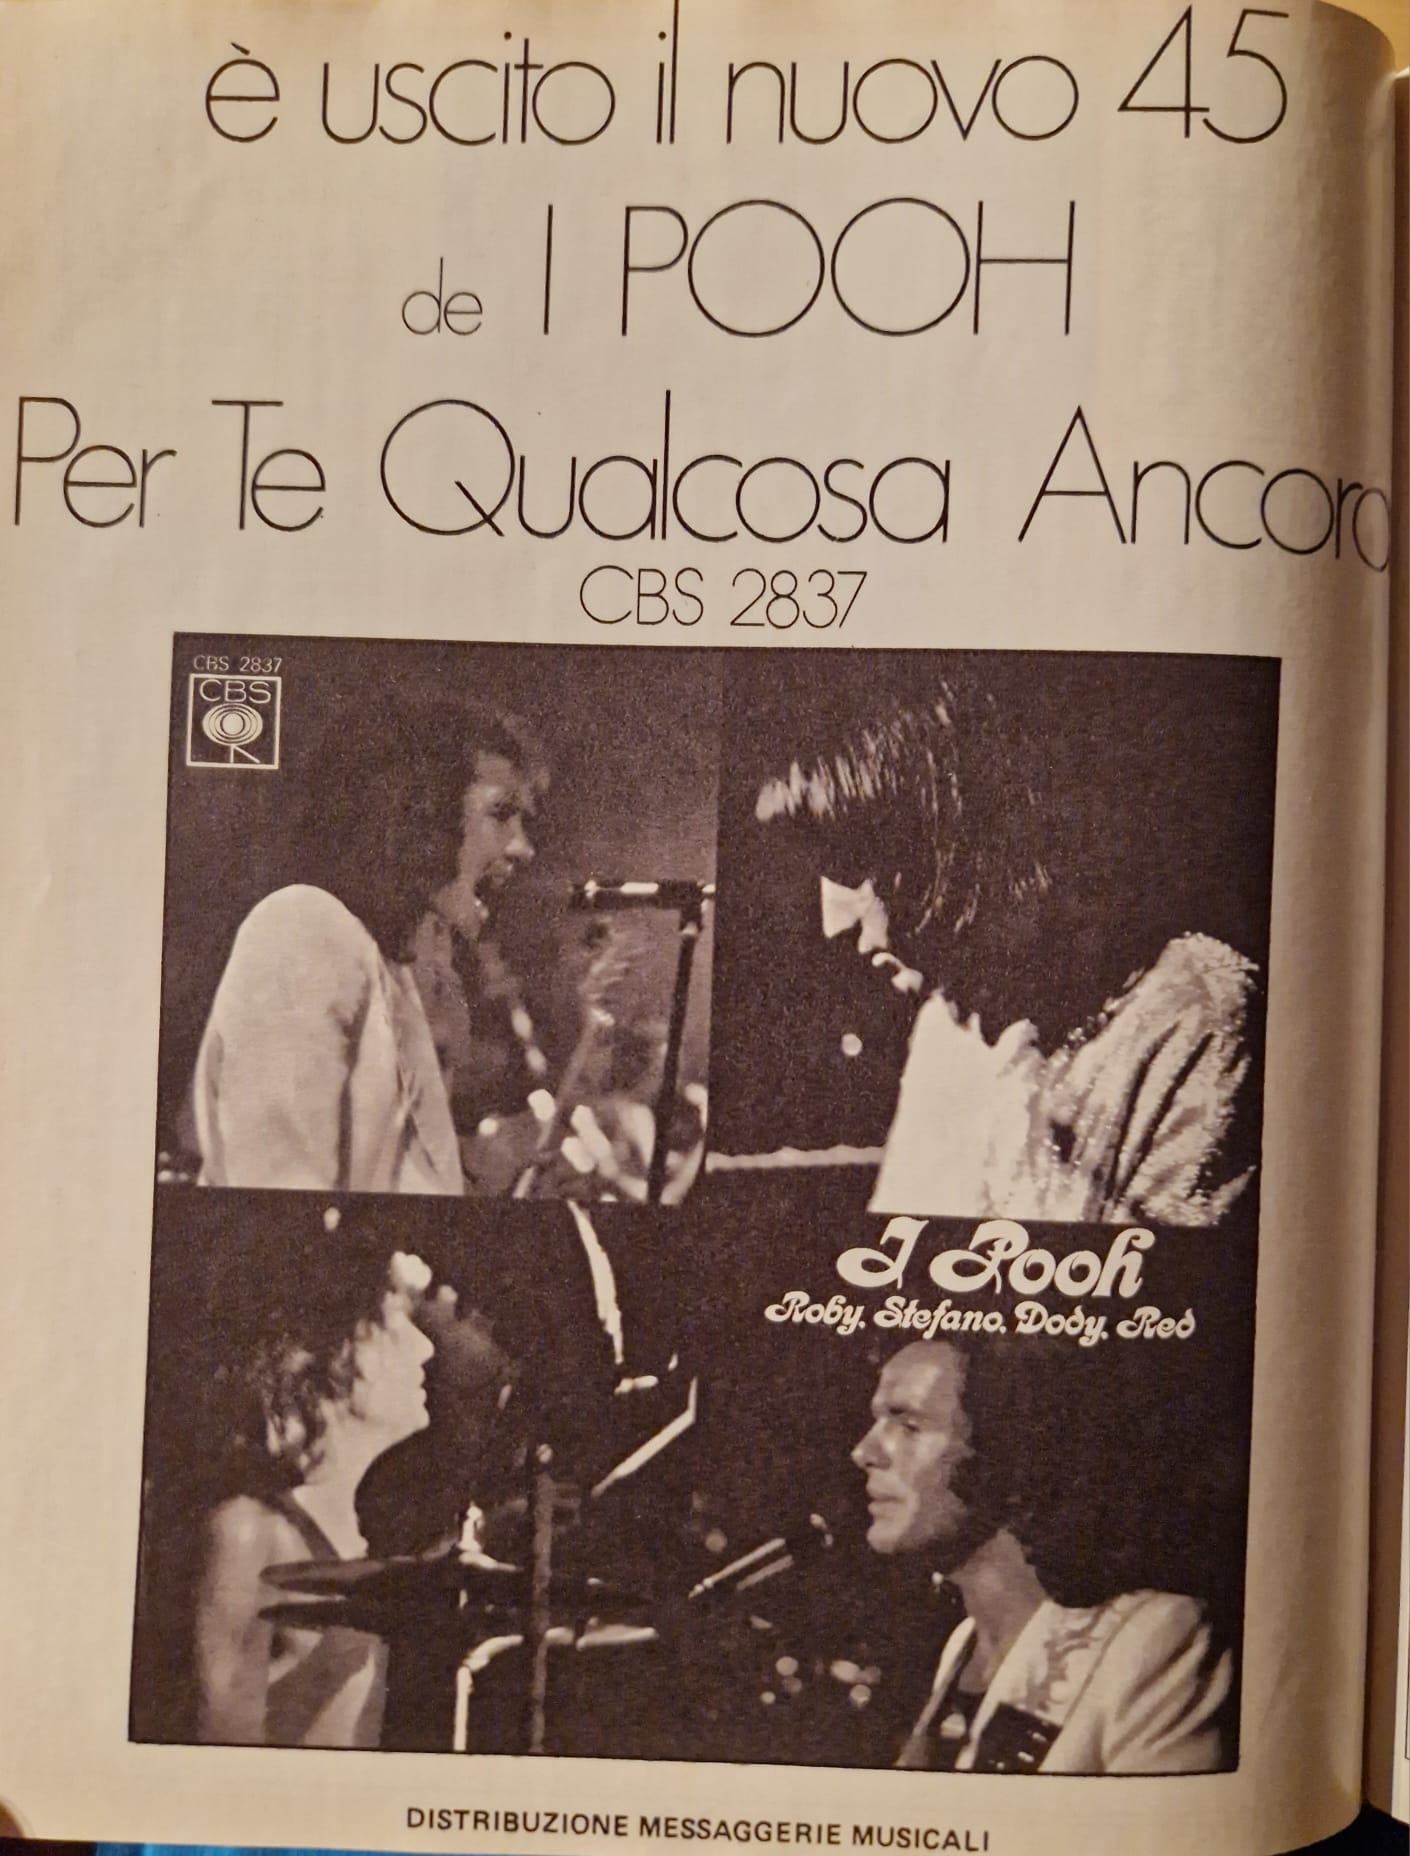 è uscito il nuovo 45
de I POOH
Per Te Qualcosa Ancora
CBS 2837
CBS 2837
CBS
I Pooh
Roby, Stefano, Dody, Red
DISTRIBUZIONE MESSAGGERIE MUSICALI